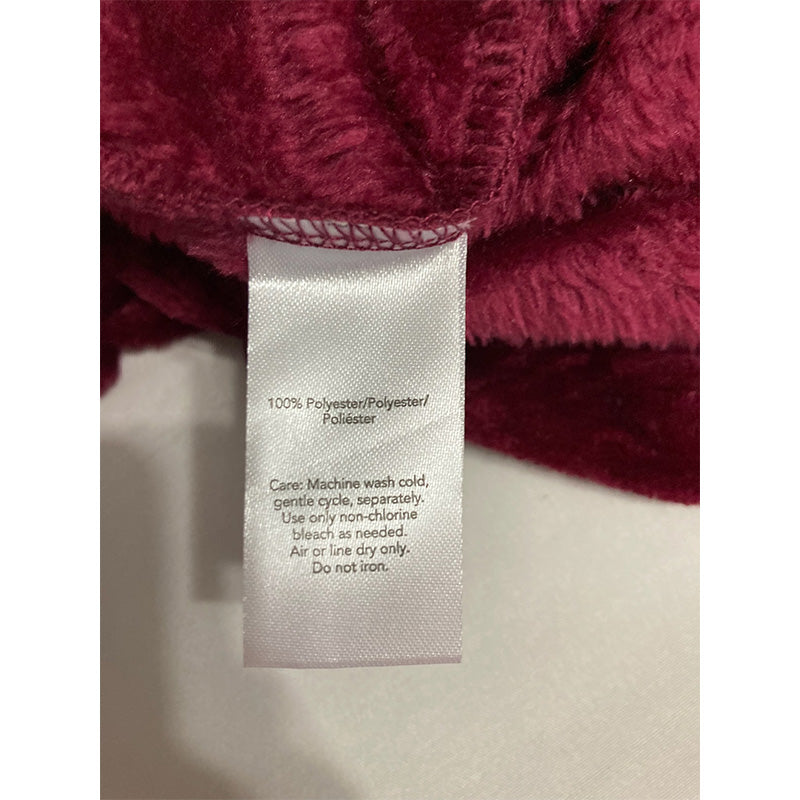 100% Polyester/Polyester/
Poliéster
Care: Machine wash cold,
gentle cycle, separately.
Use only non-chlorine
bleach as needed.
Air or line dry only.
Do not iron.